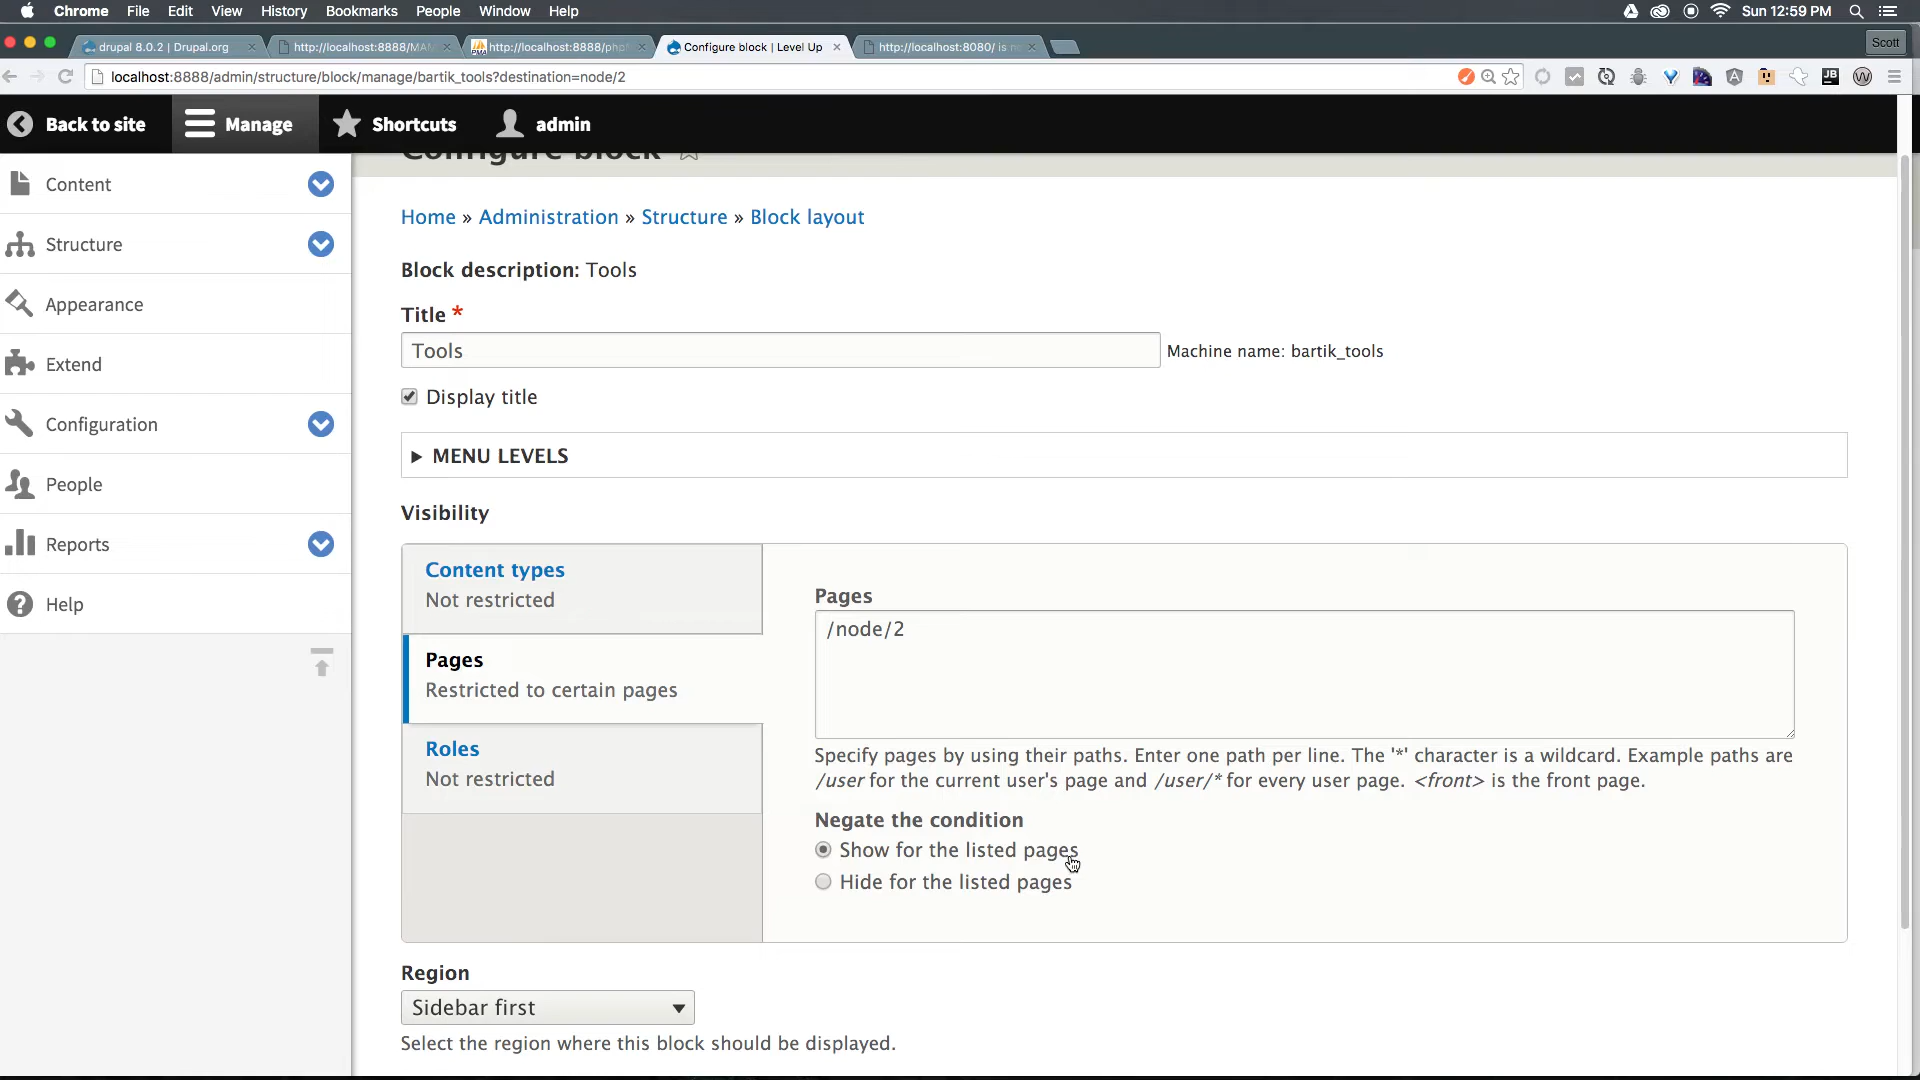 Chrome File Edit View History Bookmarks People Window Help Sun 12:59 PM
drupal 8.0.2 | Drupal.org http://localhost:8888/MAM http://localhost:8888/php Configure block | Level Up http://localhost:8080/ is n Scott
localhost:8888/admin/structure/block/manage/bartik_tools?destination=node/2
Back to site Manage Shortcuts admin
Configure block
Content
Structure
Appearance
Extend
Configuration
People
Reports
Help
Home » Administration » Structure » Block layout
Block description: Tools
Title *
Tools
Machine name: bartik_tools
Display title
MENU LEVELS
Visibility
Content types
Not restricted
Pages
Restricted to certain pages
Roles
Not restricted
Pages
/node/2
Specify pages by using their paths. Enter one path per line. The '*' character is a wildcard. Example paths are
/user for the current user's page and /user/* for every user page. <front> is the front page.
Negate the condition
Show for the listed pages
Hide for the listed pages
Region
Sidebar first
Select the region where this block should be displayed.